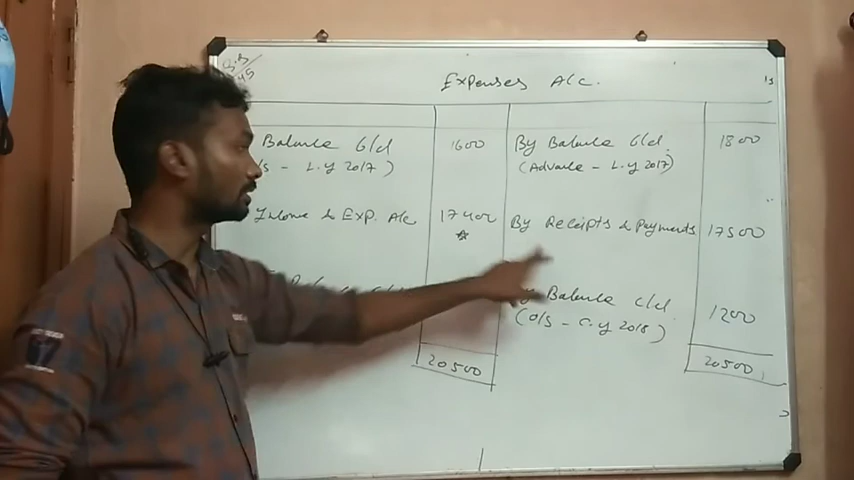 Expenses A/c.
Balance b/d 1600 By Balance b/d. 1800
(O/S - L.Y 2017) (Advance - L.Y 2017)
Income & Exp. A/c 17400 By Receipts & Payments 17500
*
By Balance c/d. 1200
(O/S - C.Y 2018)
20500 20500